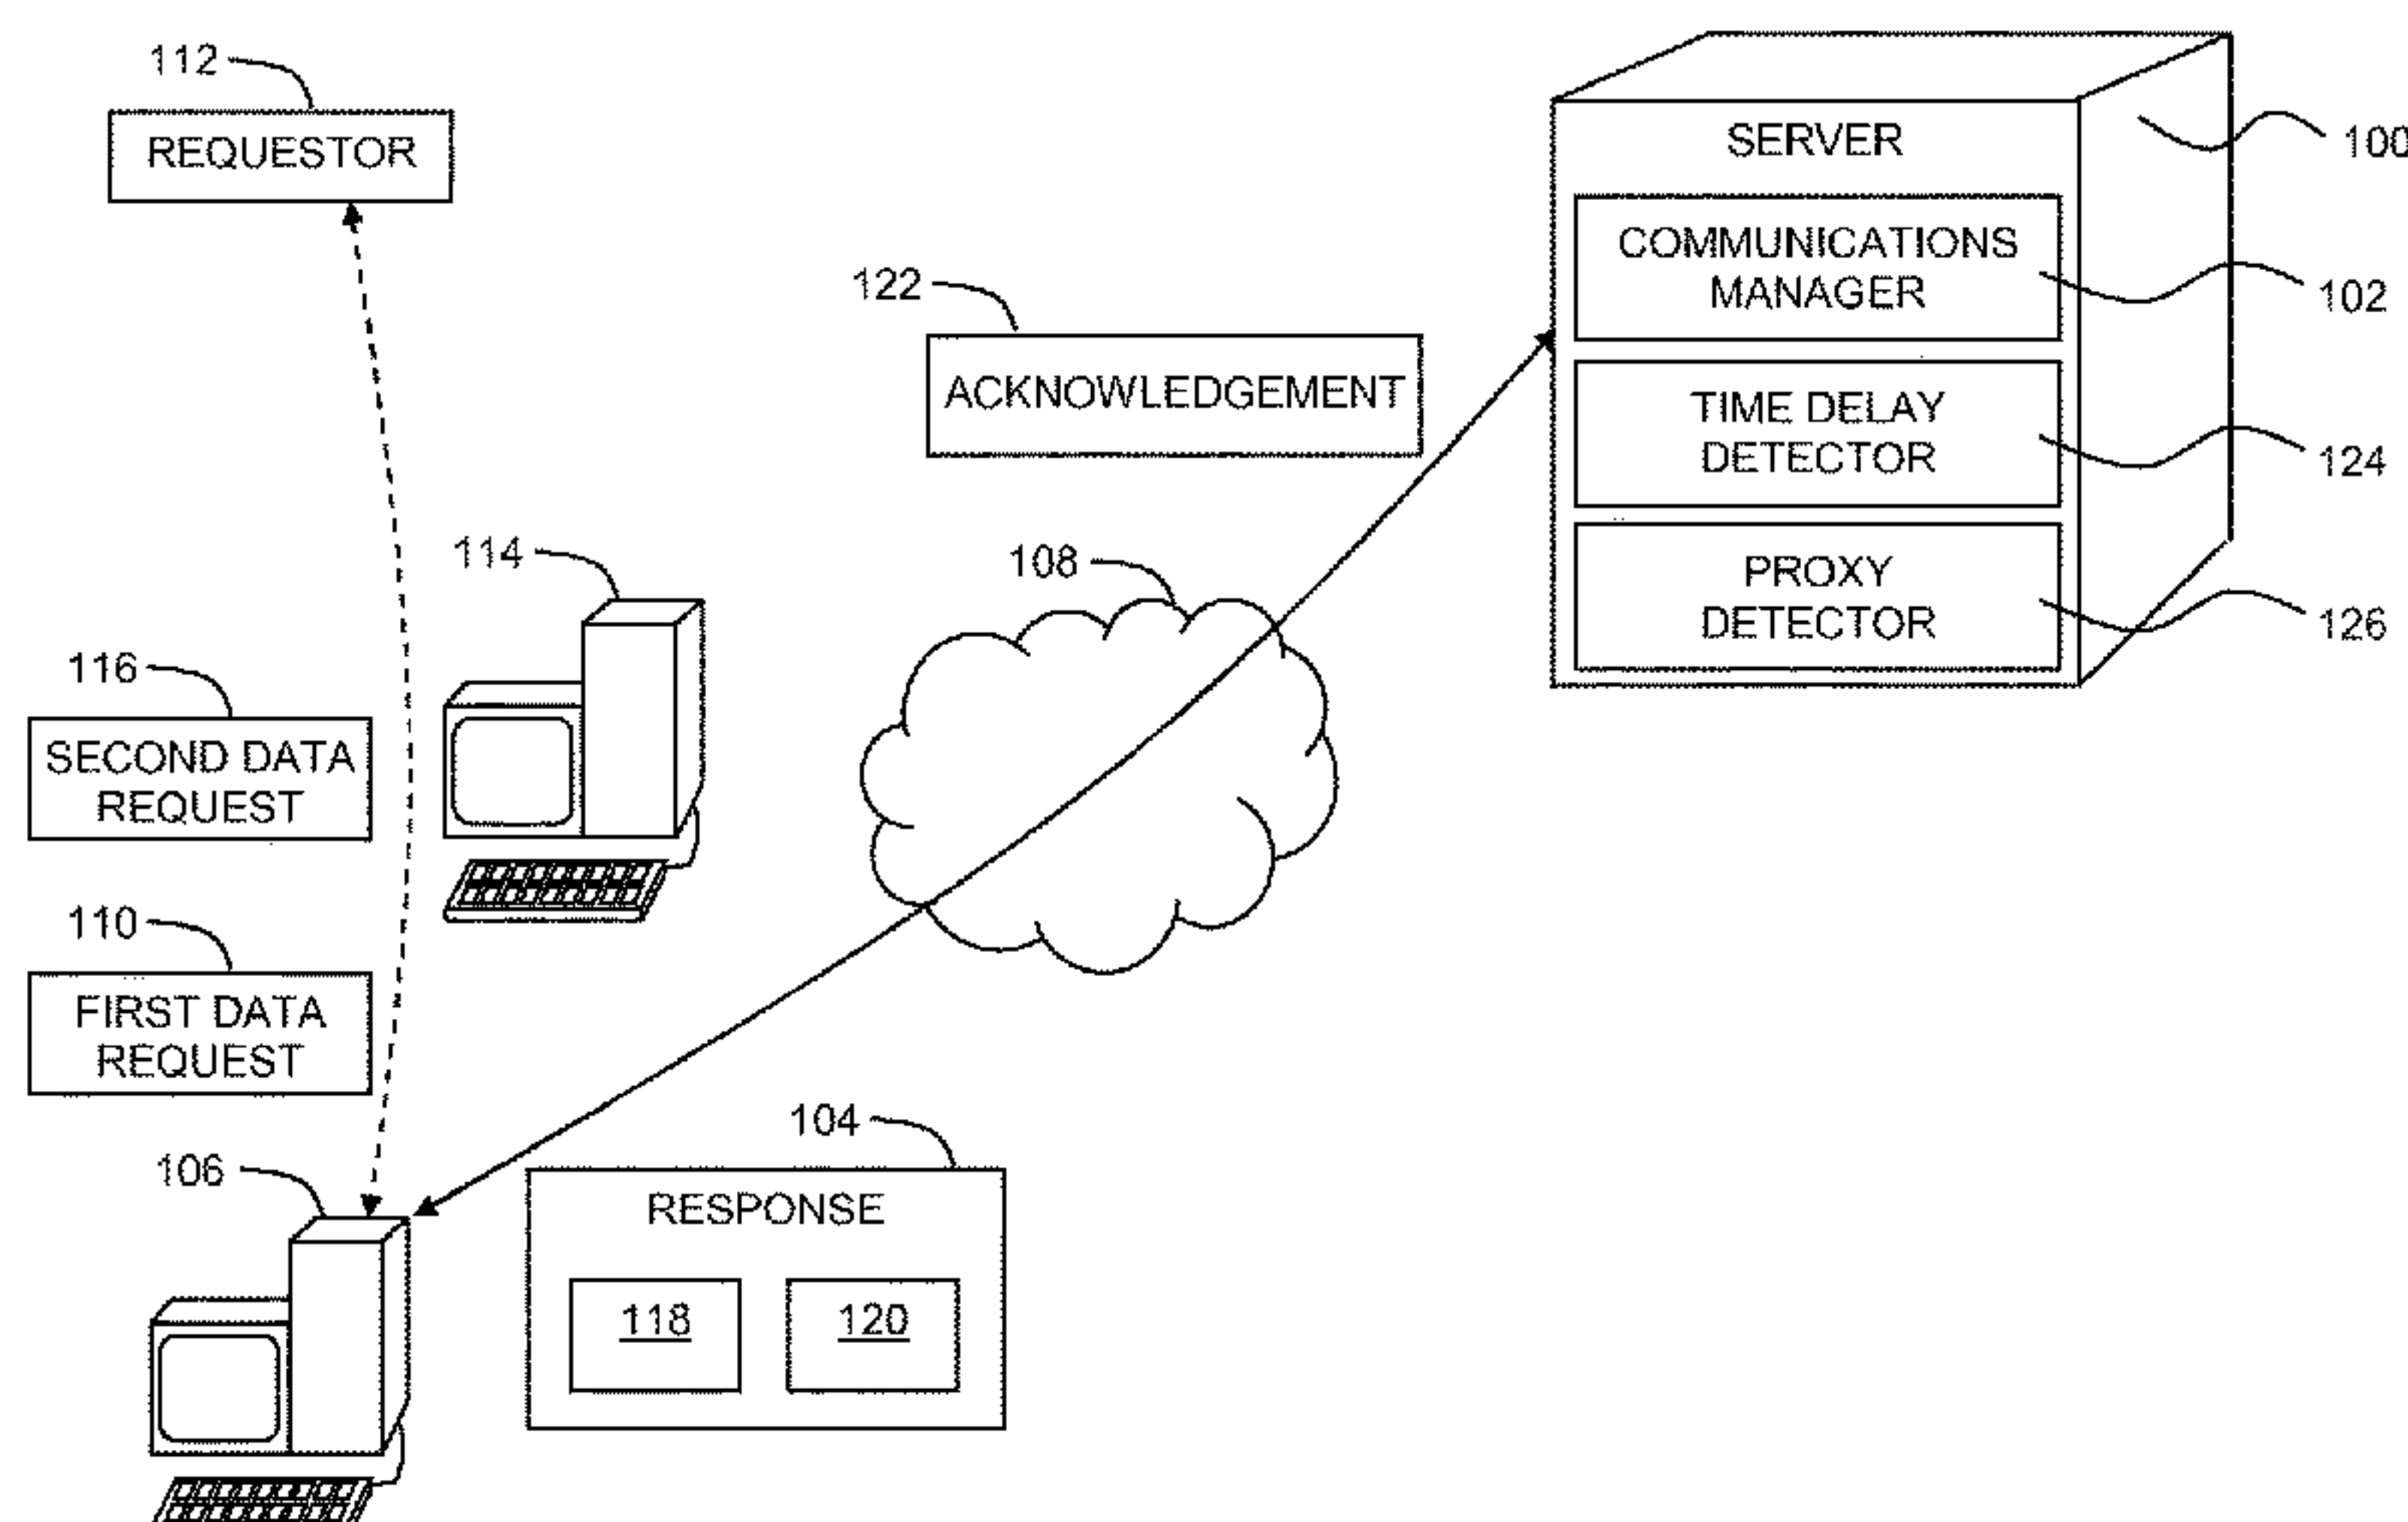 112
REQUESTOR
SERVER
100
COMMUNICATIONS
MANAGER
102
122
ACKNOWLEDGEMENT
TIME DELAY
DETECTOR
124
114
108
PROXY
DETECTOR
126
116
SECOND DATA
REQUEST
110
FIRST DATA
REQUEST
104
106
RESPONSE
118
120